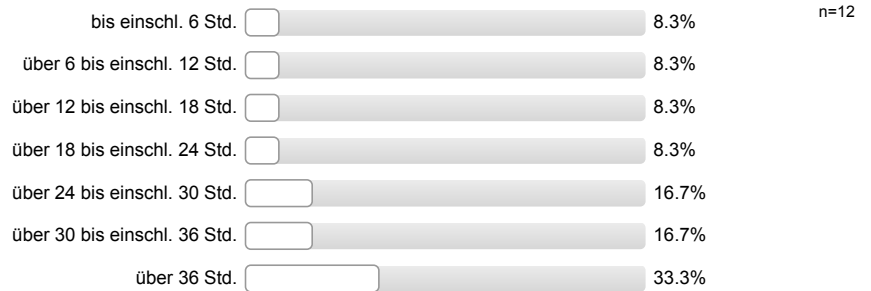 n=12
bis einschl. 6 Std. 8.3%
über 6 bis einschl. 12 Std. 8.3%
über 12 bis einschl. 18 Std. 8.3%
über 18 bis einschl. 24 Std. 8.3%
über 24 bis einschl. 30 Std. 16.7%
über 30 bis einschl. 36 Std. 16.7%
über 36 Std. 33.3%